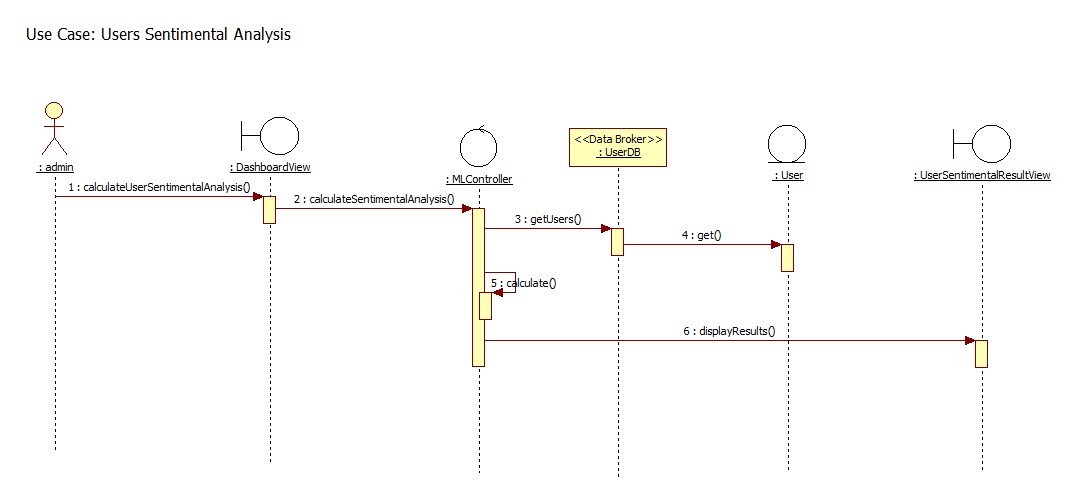 Use Case: Users Sentimental Analysis
<<Data Broker>>
: UserDB
: admin
: DashboardView
: MLController
: User
: UserSentimentalResultView
1 : calculateUserSentimentalAnalysis()
2 : calculateSentimentalAnalysis()
3 : getUsers()
4 : get()
5 : calculate()
6 : displayResults()